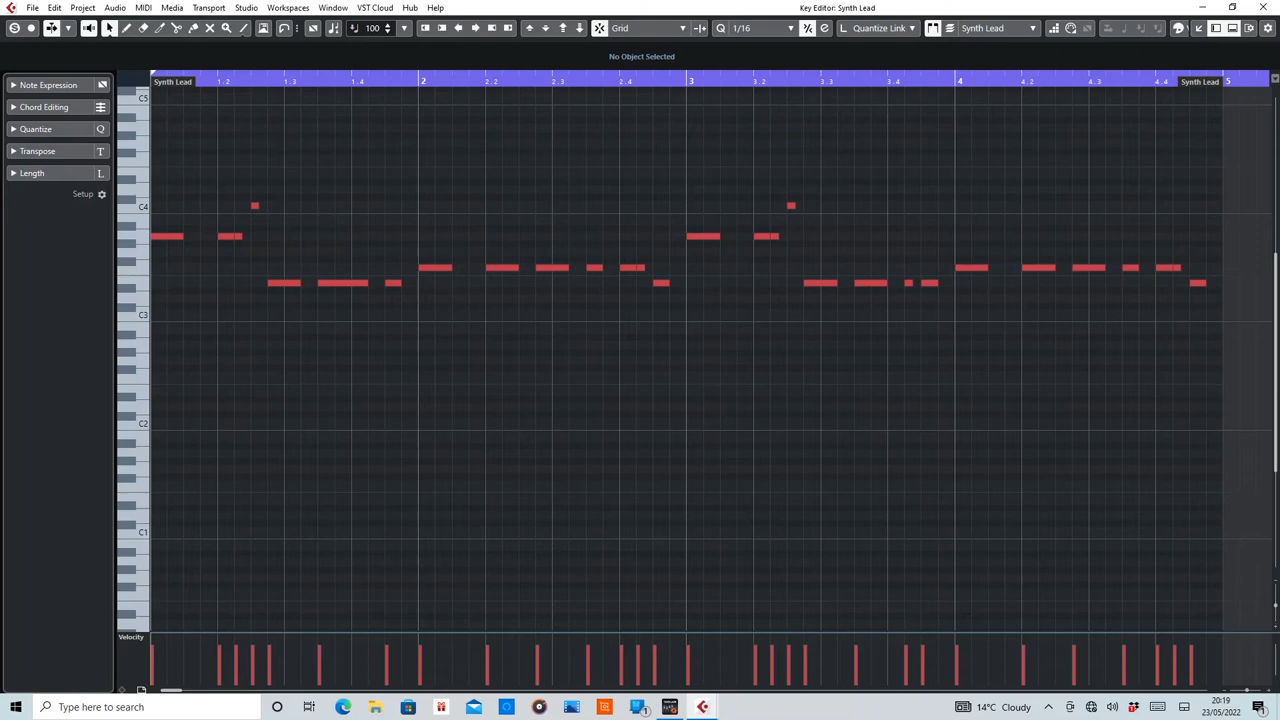 File Edit Project Audio MIDI Media Transport Studio Workspaces Window VST Cloud Hub Help
Key Editor: Synth Lead
100 Grid Q 1/16 Quantize Link Synth Lead
No Object Selected
Synth Lead 1.2 1.3 1.4 2 2.2 2.3 2.4 3 3.2 3.3 3.4 4 4.2 4.3 4.4 Synth Lead 5
Note Expression
Chord Editing
Quantize Q
Transpose T
Length L
Setup
C5
C4
C3
C2
C1
Velocity
Type here to search
14°C Cloudy
20:19
23/05/2022